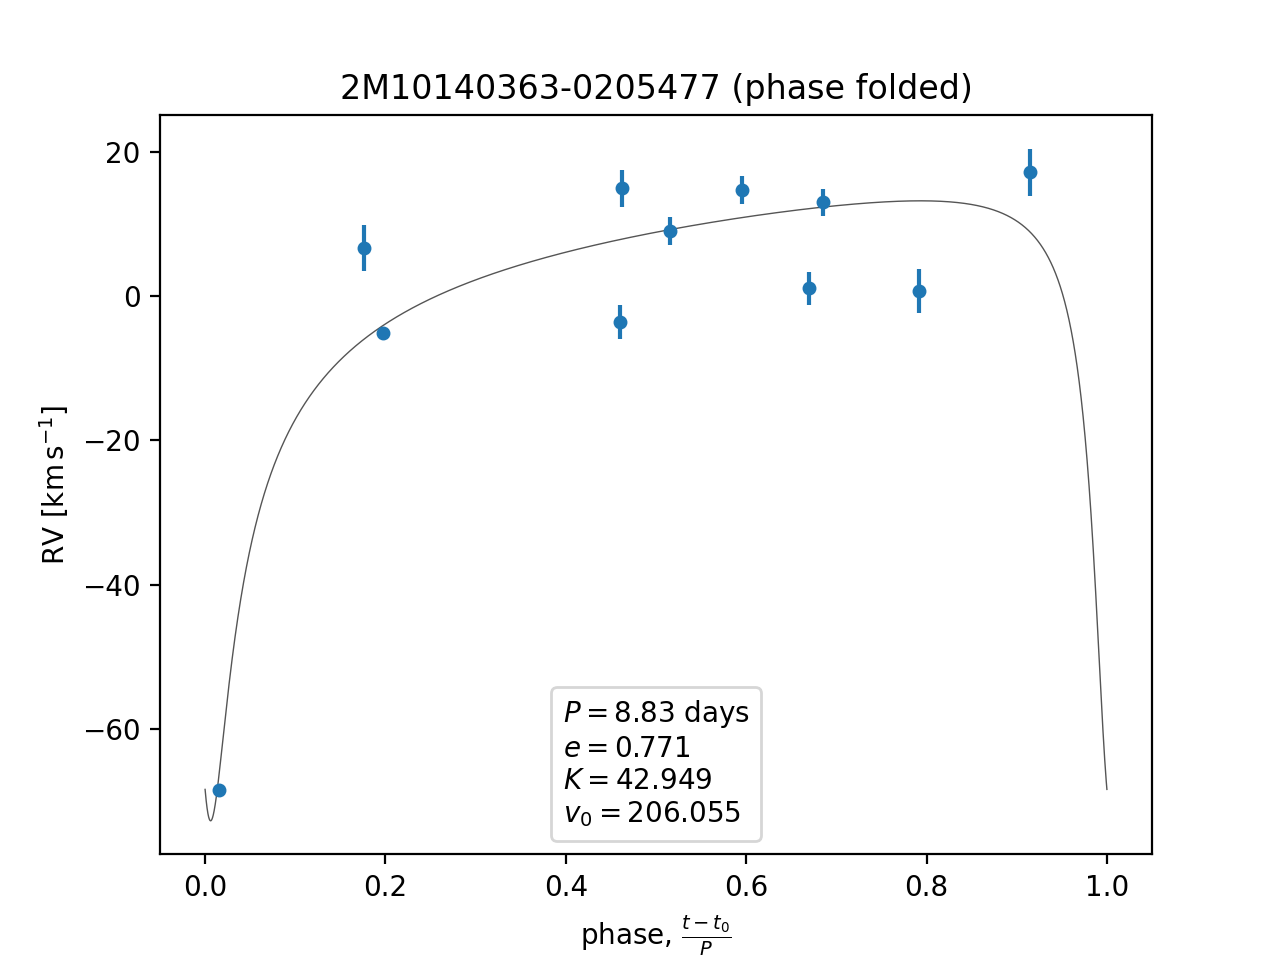 2M10140363-0205477 (phase folded)
20
0
−20
−40
−60
RV [km s⁻¹]
P = 8.83 days
e = 0.771
K = 42.949
v₀ = 206.055
0.0 0.2 0.4 0.6 0.8 1.0
phase, (t − t₀)/P